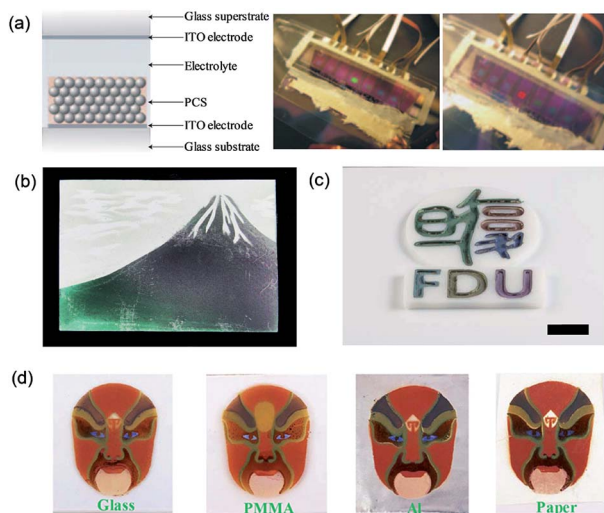 (a)
Glass superstrate
ITO electrode
Electrolyte
PCS
ITO electrode
Glass substrate
(b)
(c)
FDU
(d)
Glass
PMMA
Al
Paper